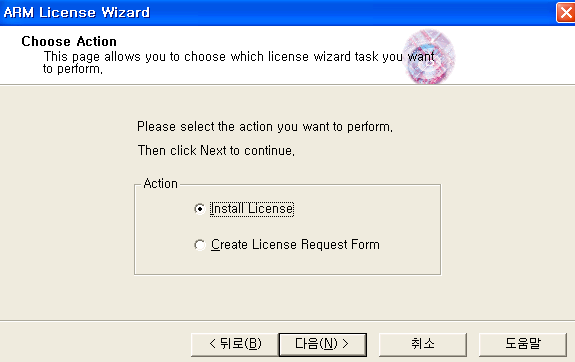 ARM License Wizard
Choose Action
This page allows you to choose which license wizard task you want
to perform.
Please select the action you want to perform.
Then click Next to continue.
Action
Install License
Create License Request Form
< 뒤로(B)
다음(N) >
취소
도움말